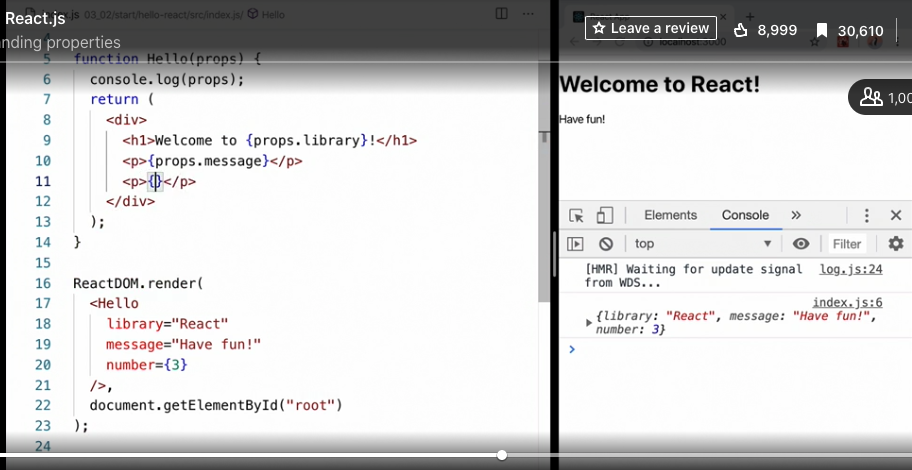 React.js
nding properties
index.js 03_02/start/hello-react/src/index.js/ Hello
Leave a review
8,999
30,610
localhost:3000
1,00
4
5 function Hello(props) {
6 console.log(props);
7 return (
8 <div>
9 <h1>Welcome to {props.library}!</h1>
10 <p>{props.message}</p>
11 <p>{}</p>
12 </div>
13 );
14 }
15
16 ReactDOM.render(
17 <Hello
18 library="React"
19 message="Have fun!"
20 number={3}
21 />,
22 document.getElementById("root")
23 );
24
Welcome to React!
Have fun!
Elements
Console
top
Filter
[HMR] Waiting for update signal log.js:24
from WDS...
index.js:6
{library: "React", message: "Have fun!",
number: 3}